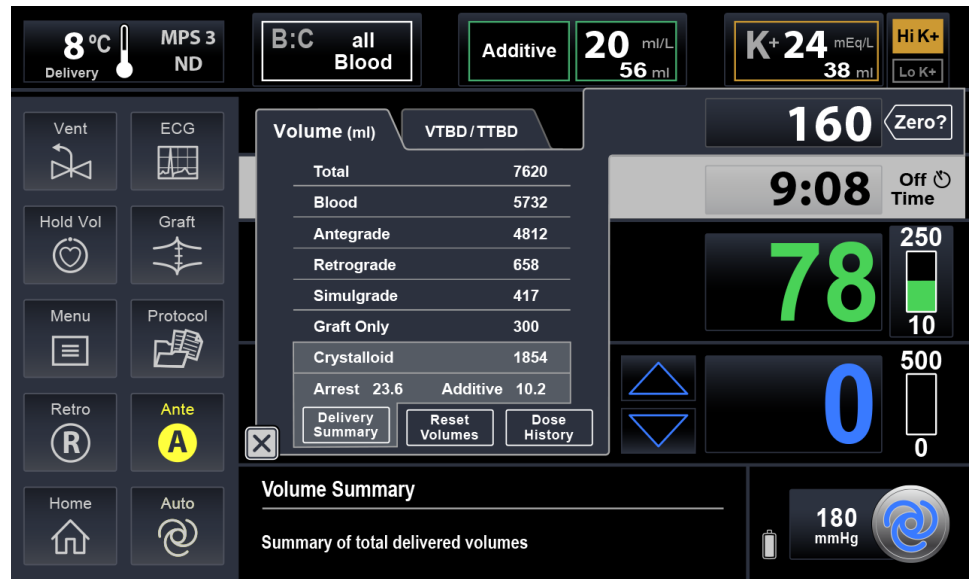 8 °C
Delivery
MPS 3
ND
B:C all
Blood
Additive
20 ml/L
56 ml
K+ 24 mEq/L
38 ml
Hi K+
Lo K+
Vent
ECG
Hold Vol
Graft
Menu
Protocol
Retro
R
Ante
A
Home
Auto
Volume (ml)
VTBD/TTBD
Total 7620
Blood 5732
Antegrade 4812
Retrograde 658
Simulgrade 417
Graft Only 300
Crystalloid 1854
Arrest 23.6 Additive 10.2
Delivery
Summary
Reset
Volumes
Dose
History
160
Zero?
9:08
Off
Time
78
250
10
0
500
0
Volume Summary
Summary of total delivered volumes
180
mmHg